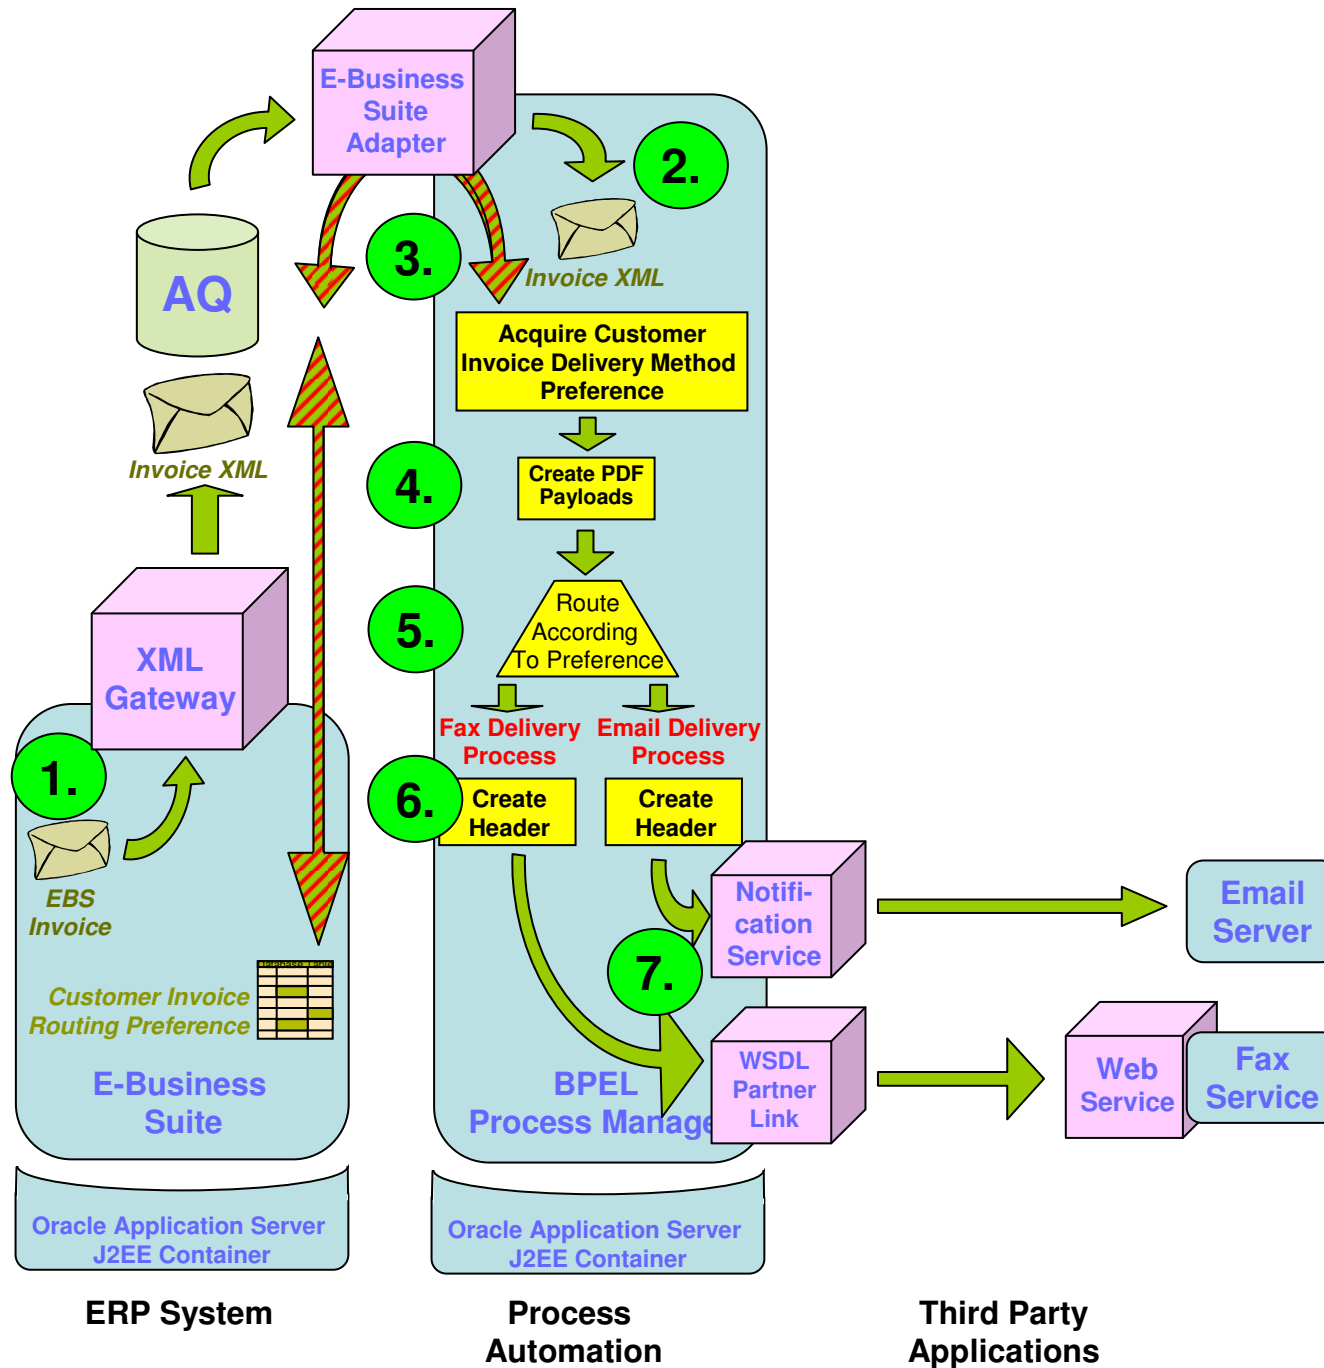 E-Business
Suite
Adapter
2.
3.
Invoice XML
AQ
Invoice XML
Acquire Customer
Invoice Delivery Method
Preference
4.
Create PDF
Payloads
5.
Route
According
To Preference
XML
Gateway
1.
EBS
Invoice
Fax Delivery
Process
Email Delivery
Process
6.
Create
Header
Create
Header
Notifi-
cation
Service
Email
Server
7.
Database Table
Customer Invoice
Routing Preference
E-Business
Suite
BPEL
Process Manage
WSDL
Partner
Link
Web
Service
Fax
Service
Oracle Application Server
J2EE Container
Oracle Application Server
J2EE Container
ERP System
Process
Automation
Third Party
Applications